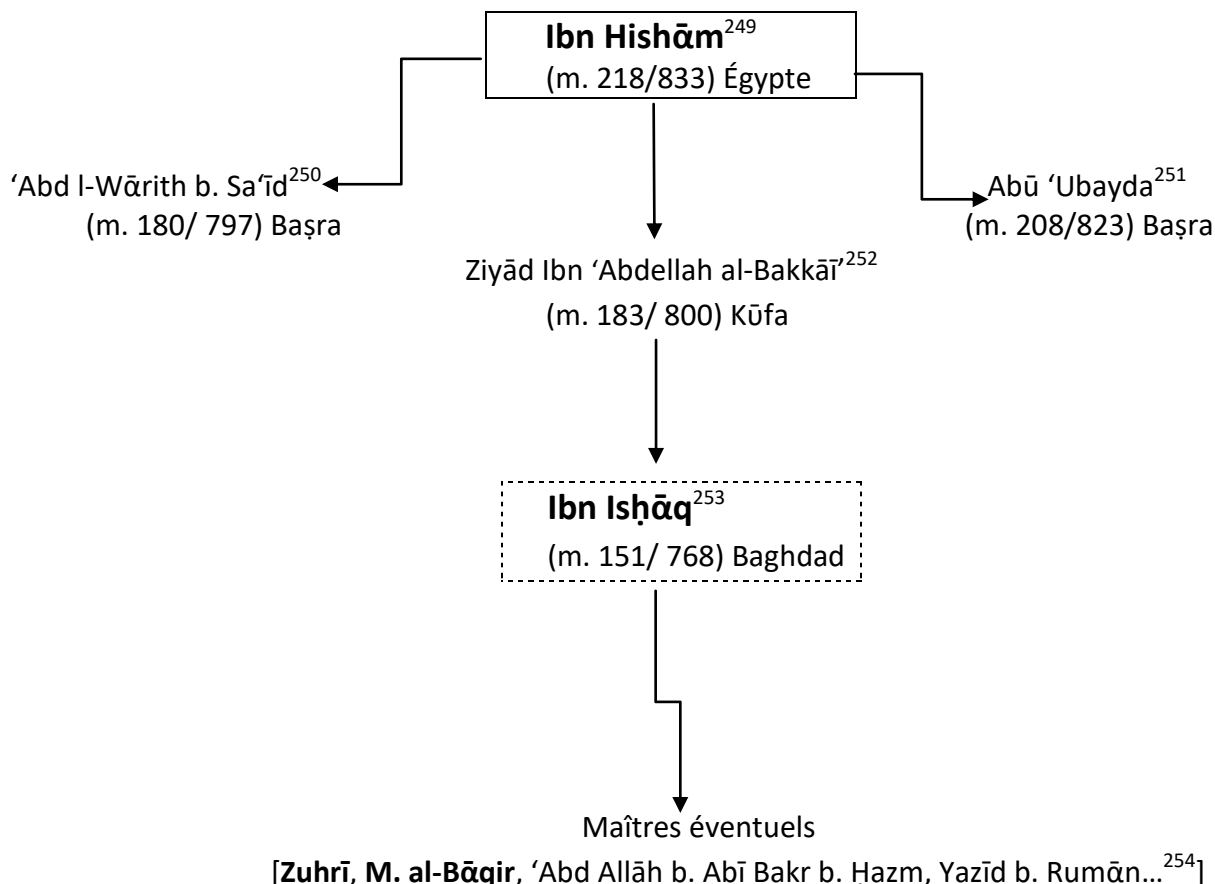 Ibn Hishām²⁴⁹
(m. 218/833) Égypte
‘Abd l-Wārith b. Sa‘īd²⁵⁰
(m. 180/ 797) Baṣra
Abū ‘Ubayda²⁵¹
(m. 208/823) Baṣra
Ziyād Ibn ‘Abdellah al-Bakkāī’²⁵²
(m. 183/ 800) Kūfa
Ibn Isḥāq²⁵³
(m. 151/ 768) Baghdad
Maîtres éventuels
[Zuhrī, M. al-Bāqir, ‘Abd Allāh b. Abī Bakr b. Ḥazm, Yazīd b. Rumān...²⁵⁴]